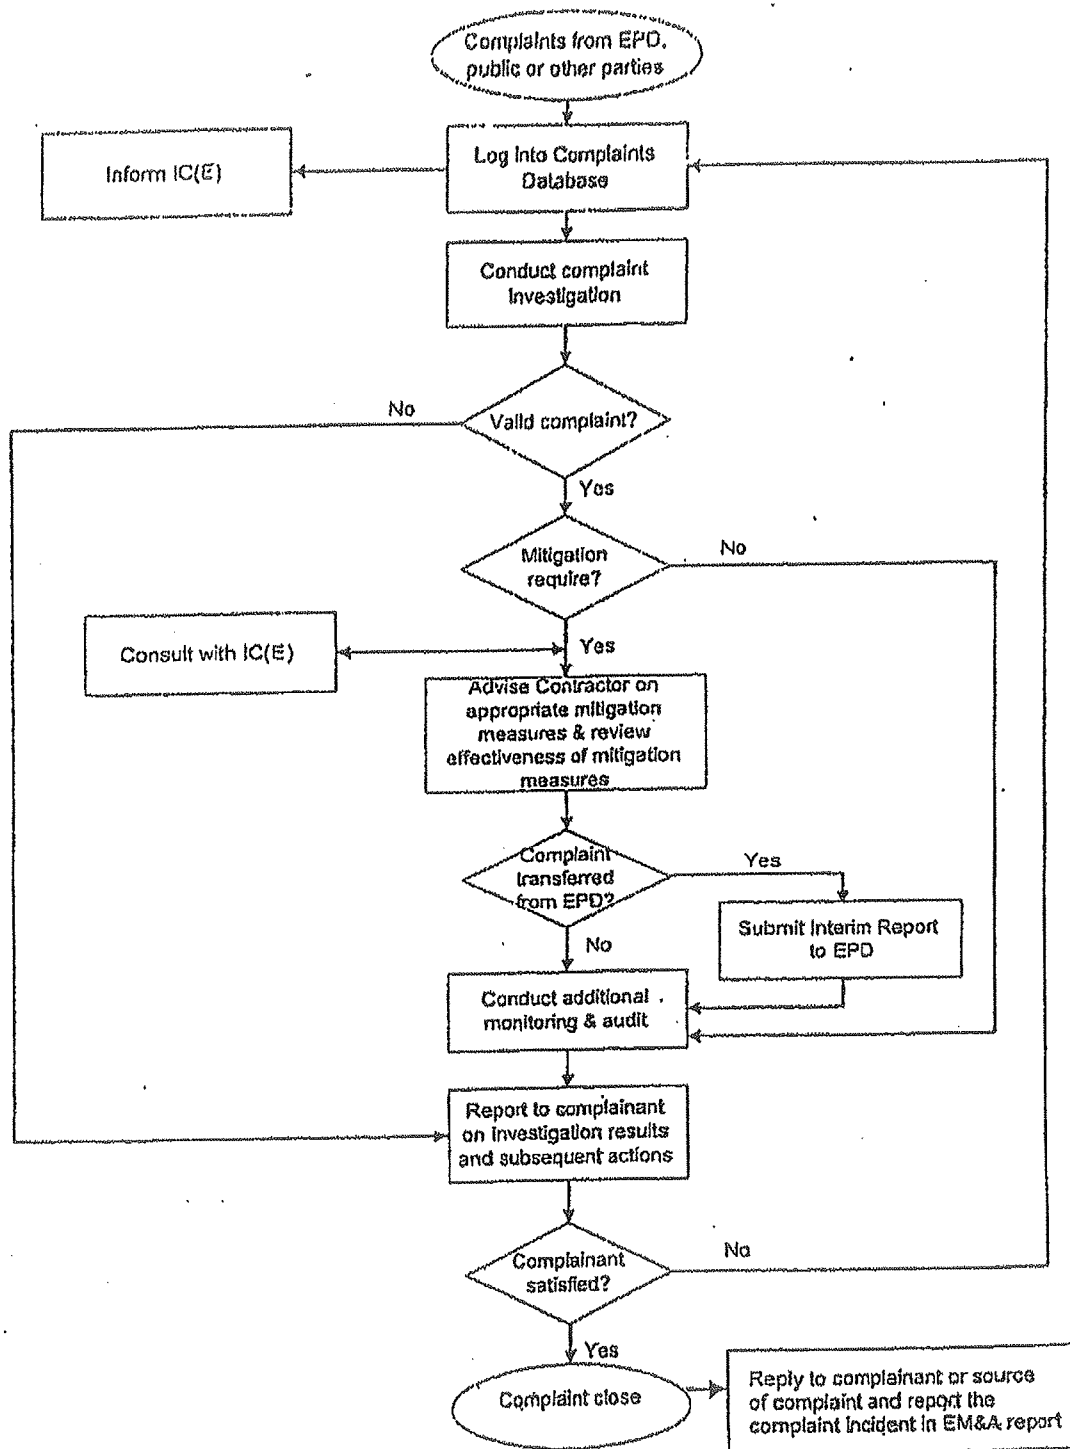 Complaints from EPD,
public or other parties
Inform IC(E)
Log into Complaints
Database
Conduct complaint
investigation
No
Valid complaint?
Yes
Mitigation
require?
No
Consult with IC(E)
Yes
Advise Contractor on
appropriate mitigation
measures & review
effectiveness of mitigation
measures
Complaint
transferred
from EPD?
Yes
Submit Interim Report
to EPD
No
Conduct additional
monitoring & audit
Report to complainant
on investigation results
and subsequent actions
Complainant
satisfied?
No
Yes
Complaint close
Reply to complainant or source
of complaint and report the
complaint incident in EM&A report